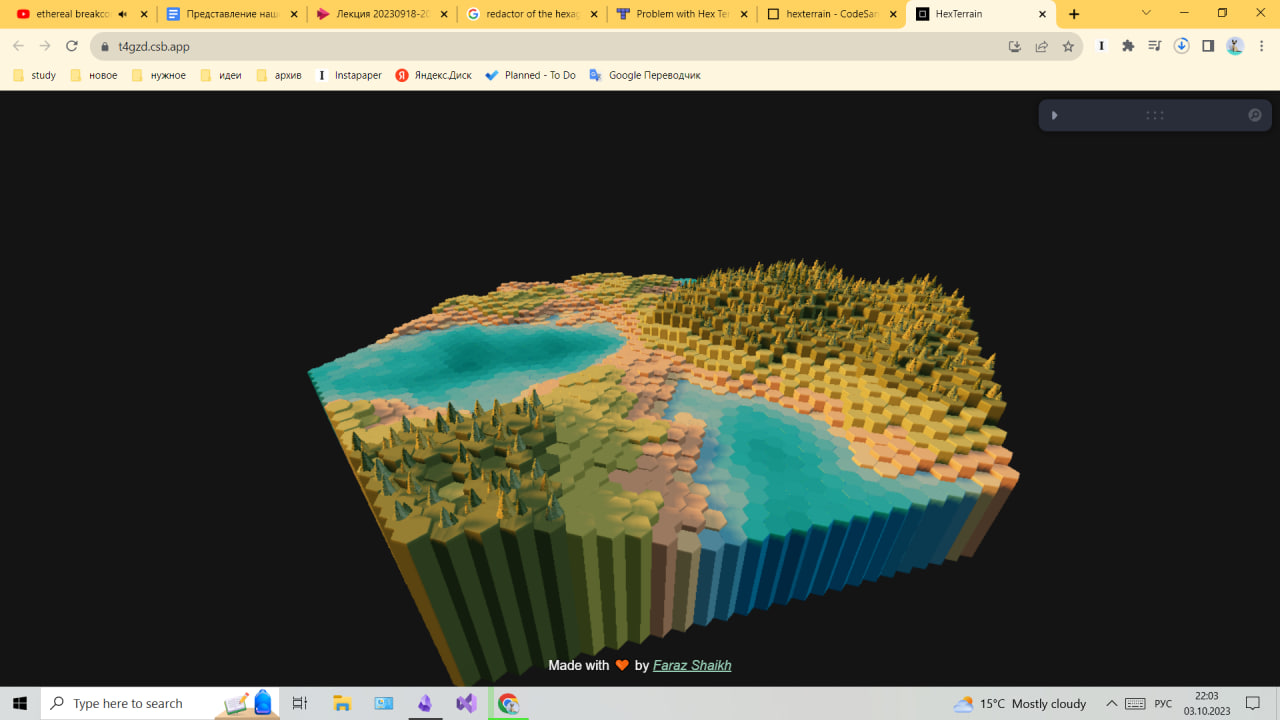 ethereal breakco
Представление наш
Лекция 20230918-20
redactor of the hexag
Problem with Hex Ter
hexterrain - CodeSan
HexTerrain
t4gzd.csb.app
study
новое
нужное
идеи
архив
Instapaper
Яндекс.Диск
Planned - To Do
Google Переводчик
Made with ❤ by Faraz Shaikh
Type here to search
15°C Mostly cloudy
РУС
22:03
03.10.2023